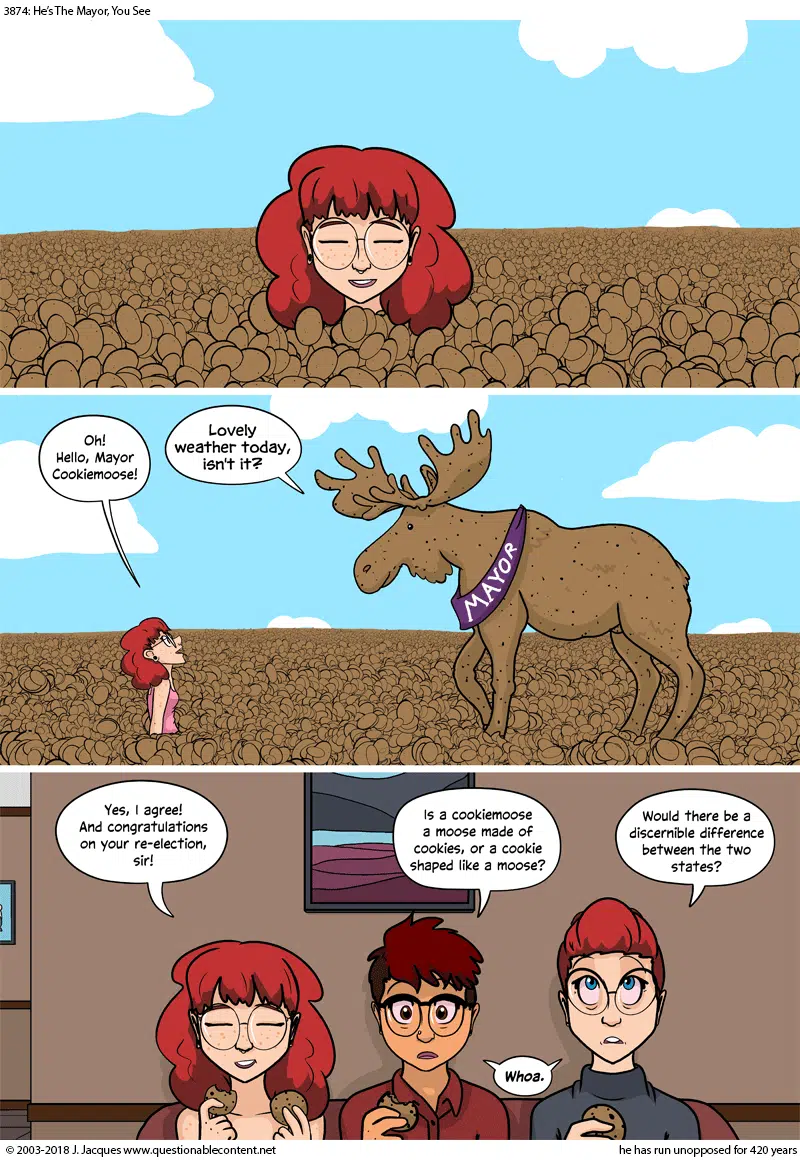 3874: He's The Mayor, You See
Oh!
Hello, Mayor
Cookiemoose!
Lovely
weather today,
isn't it?
MAYOR
Yes, I agree!
And congratulations
on your re-election,
sir!
Is a cookiemoose
a moose made of
cookies, or a cookie
shaped like a moose?
Would there be a
discernible difference
between the two
states?
Whoa.
© 2003-2018 J. Jacques www.questionablecontent.net
he has run unopposed for 420 years